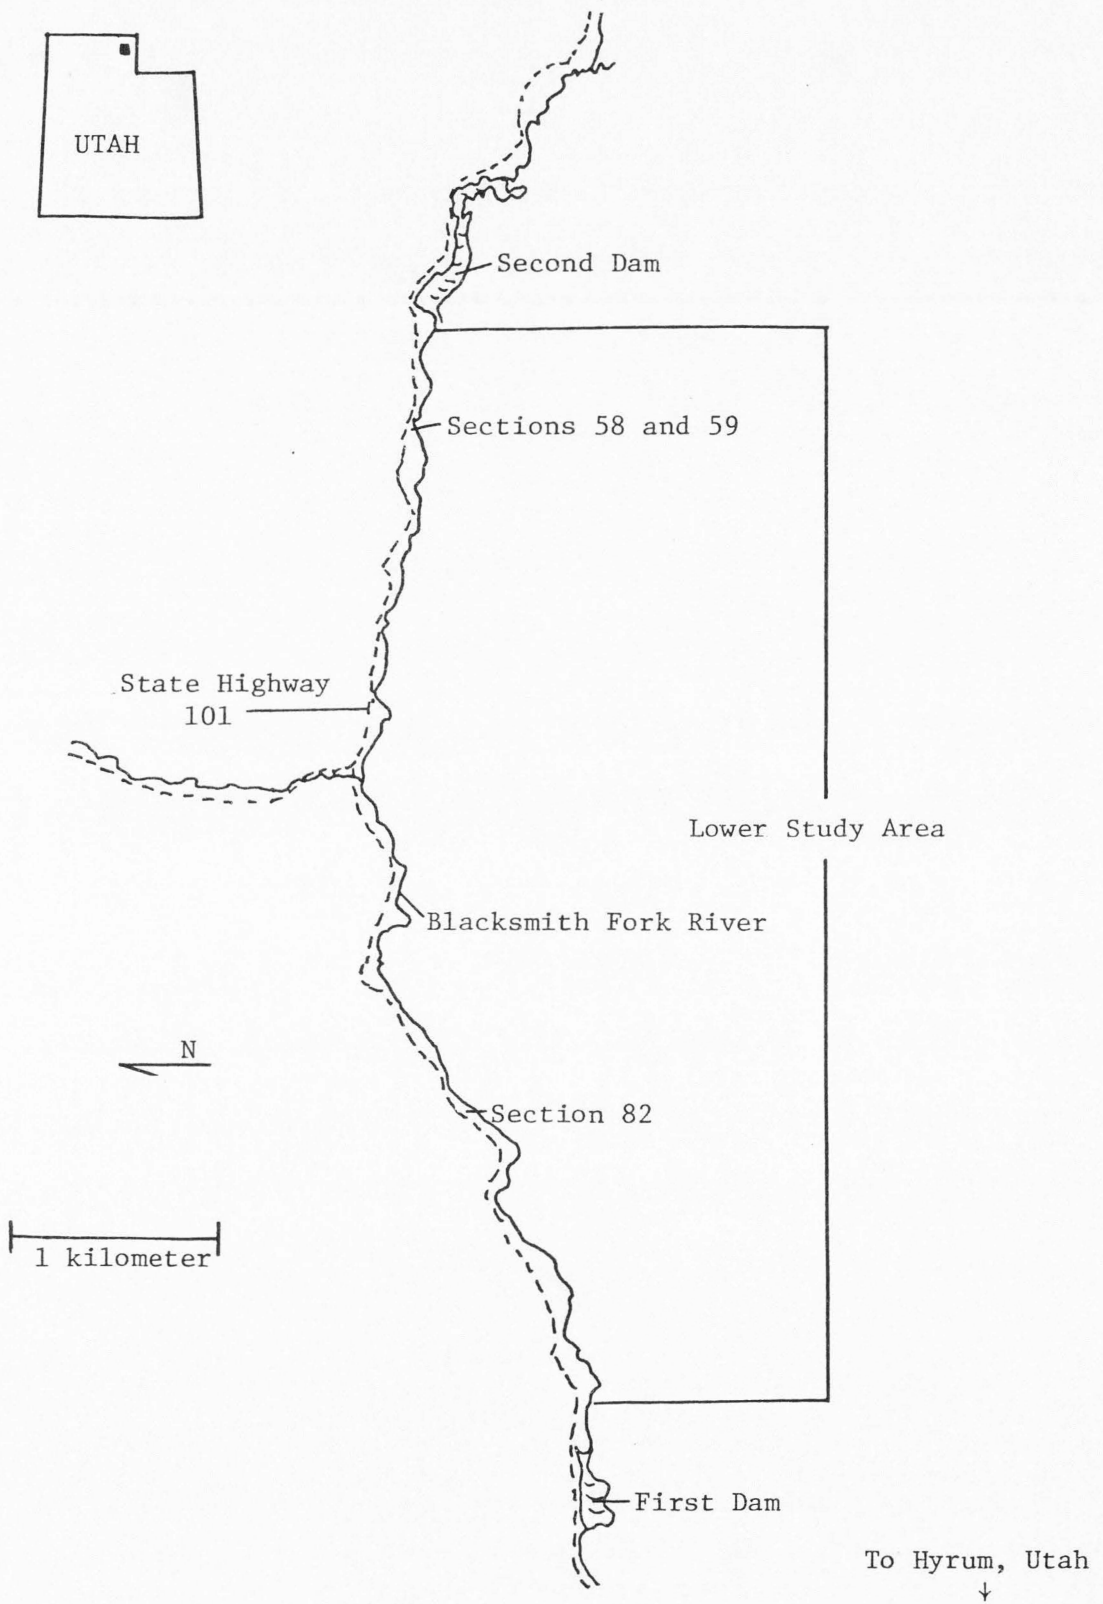 UTAH
Second Dam
Sections 58 and 59
State Highway
101
Lower Study Area
Blacksmith Fork River
N
Section 82
1 kilometer
First Dam
To Hyrum, Utah